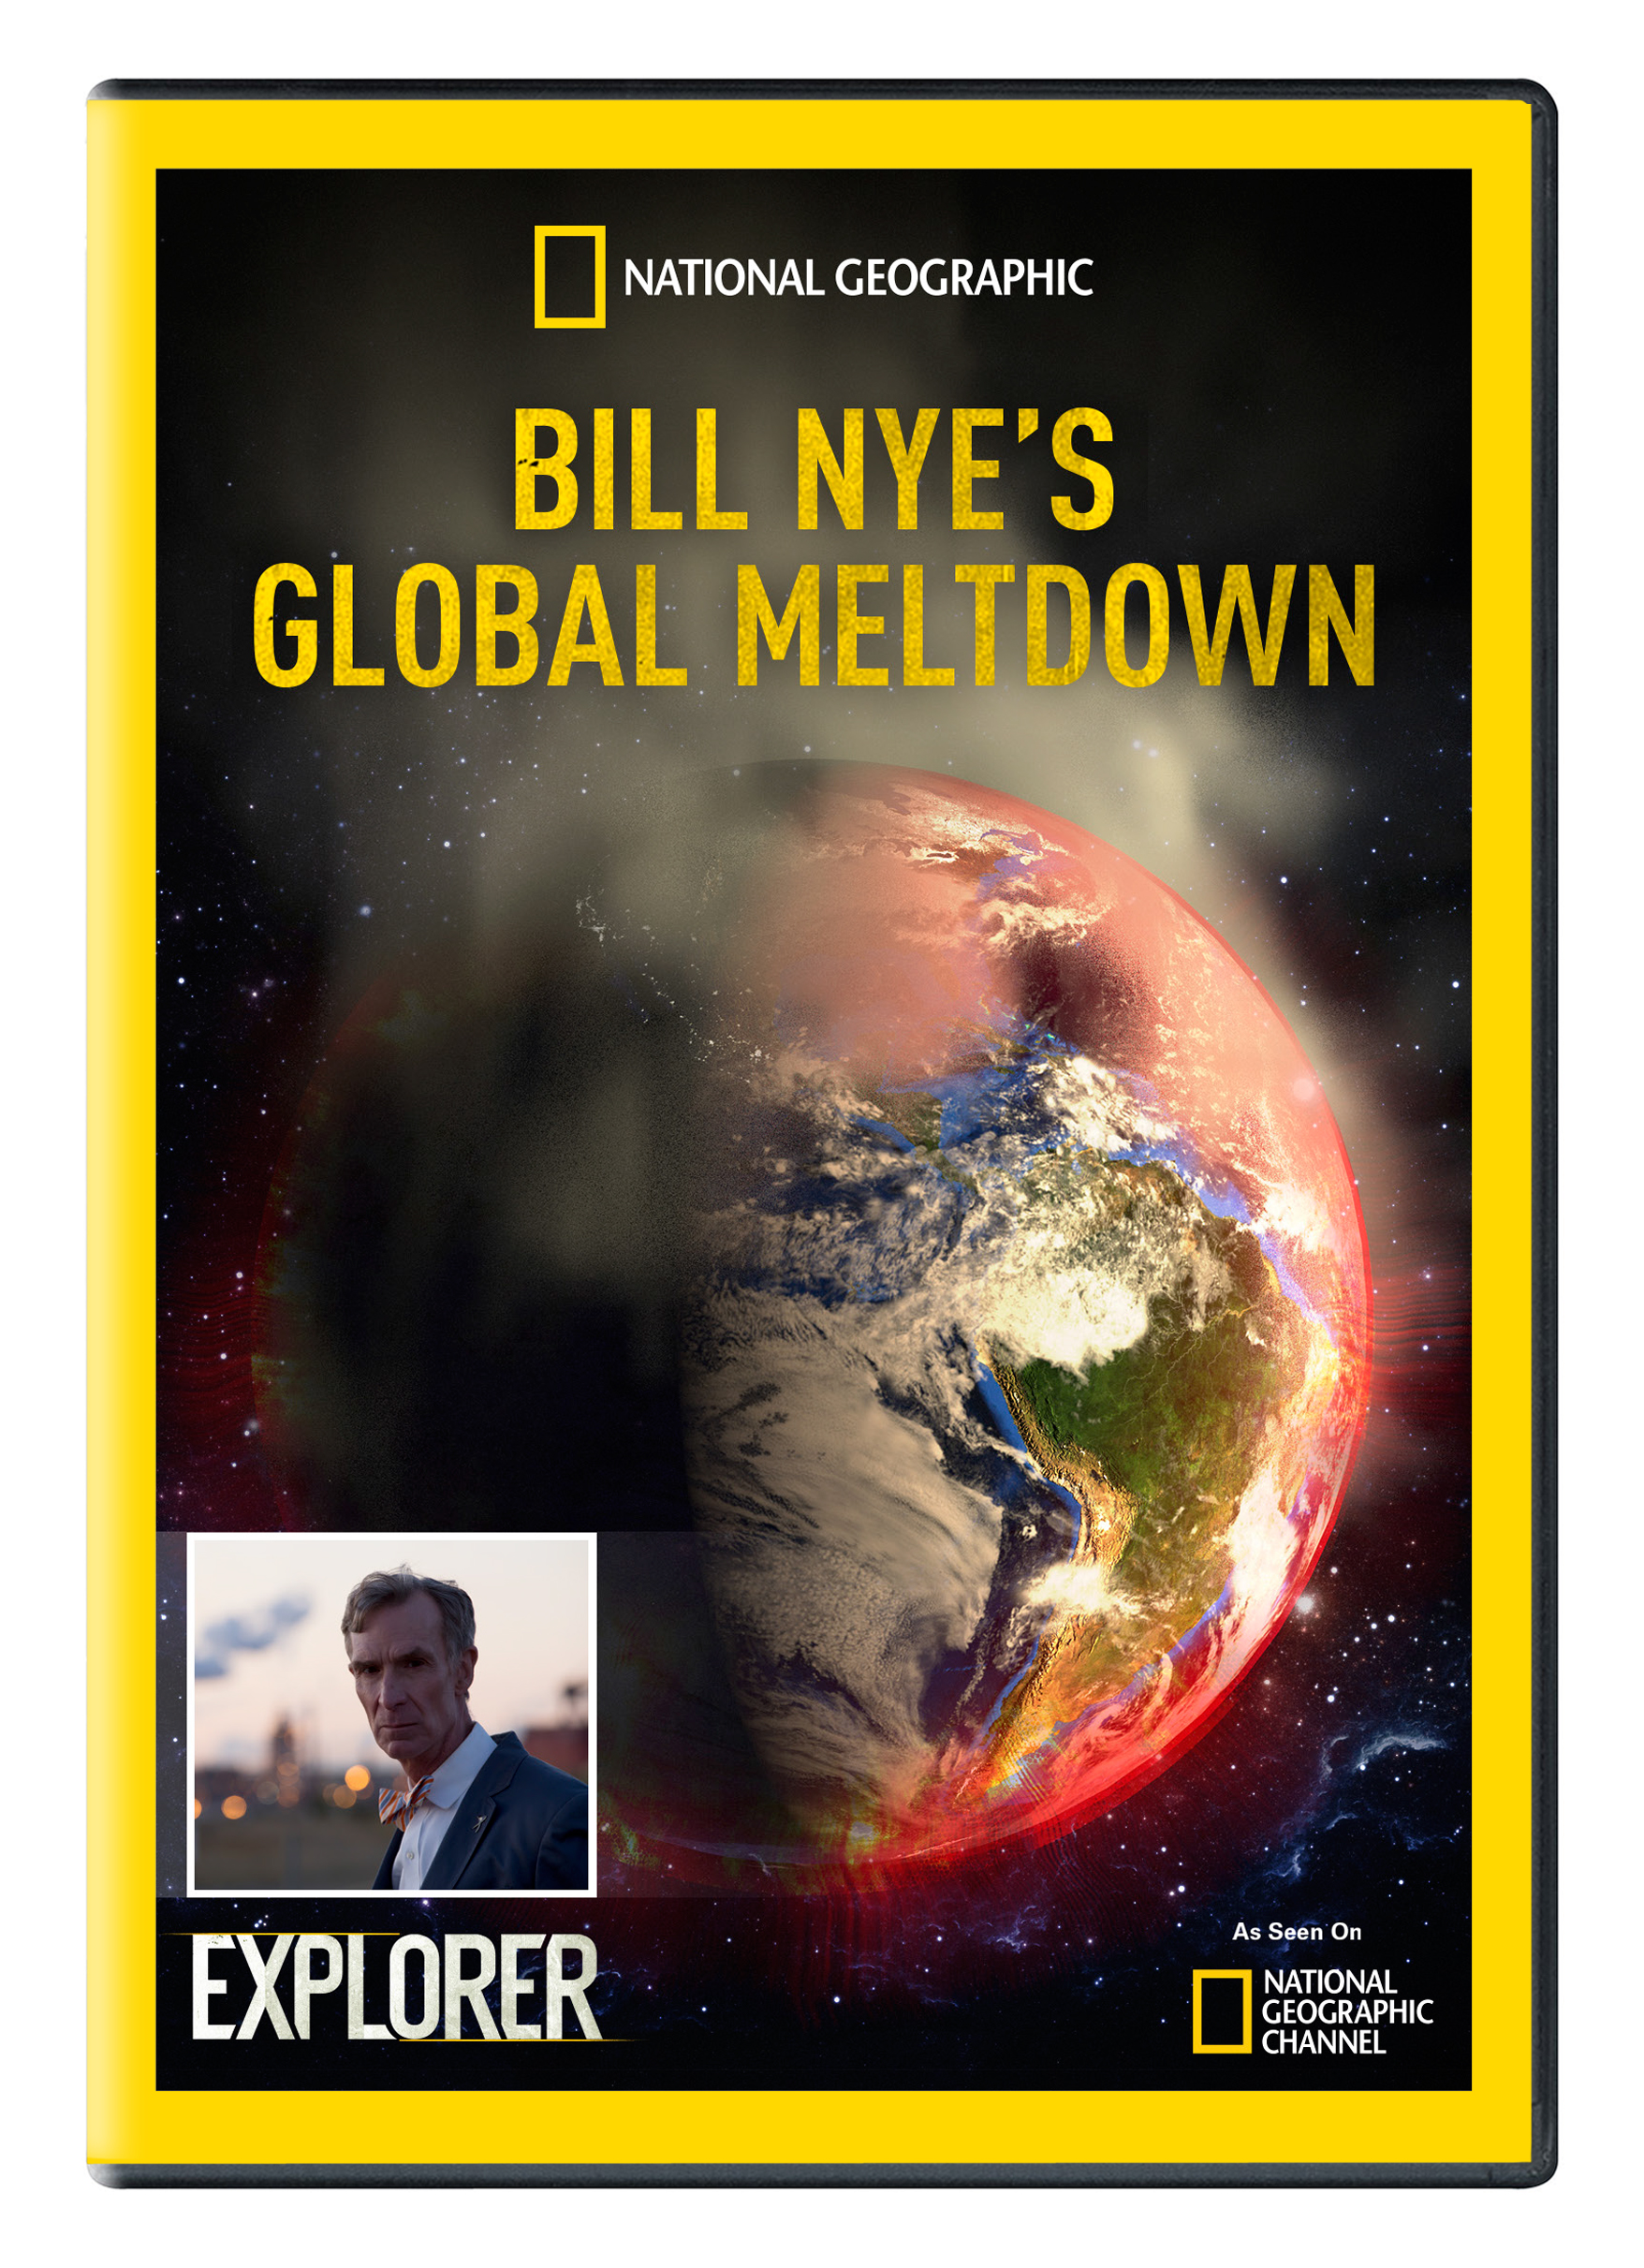 NATIONAL GEOGRAPHIC
BILL NYE'S
GLOBAL MELTDOWN
EXPLORER
As Seen On
NATIONAL
GEOGRAPHIC
CHANNEL